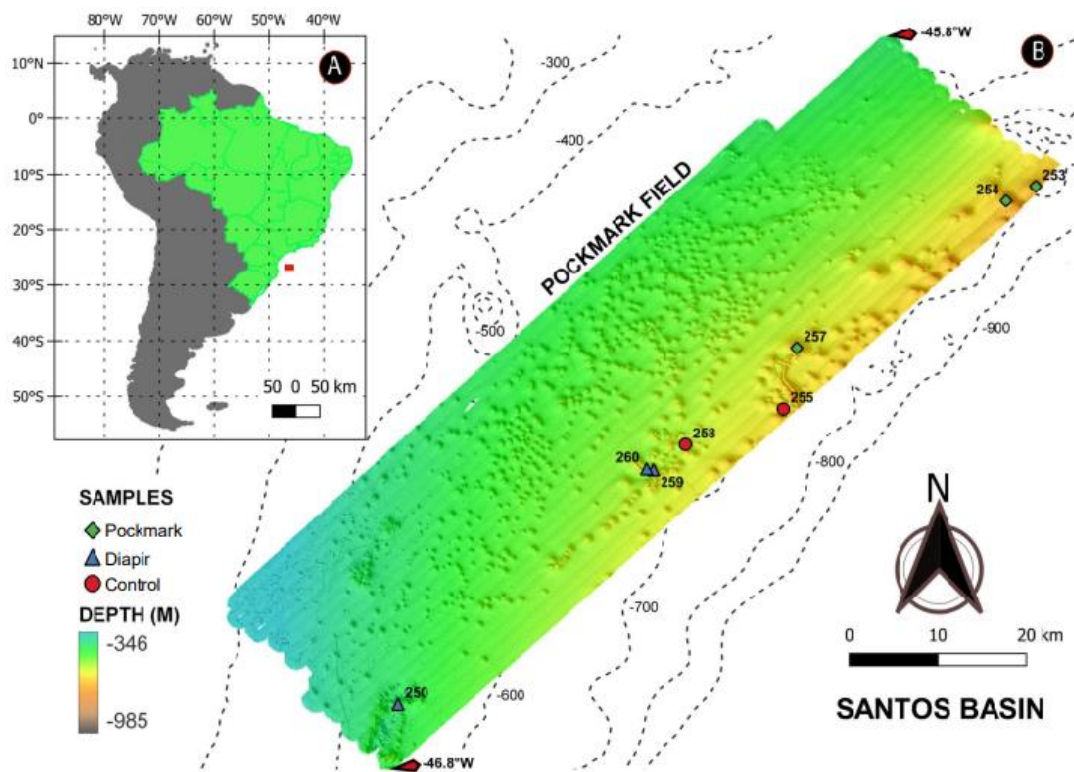 80°W 70°W 60°W 50°W 40°W
A
10°N
0°
10°S
20°S
30°S
40°S
50°S
50 0 50 km
B
-45.8°W
-300
-400
-500
POCKMARK FIELD
253
254
257
-900
255
258
260
259
-800
-700
-600
250
-46.8°W
SAMPLES
Pockmark
Diapir
Control
DEPTH (M)
-346
-985
N
0 10 20 km
SANTOS BASIN